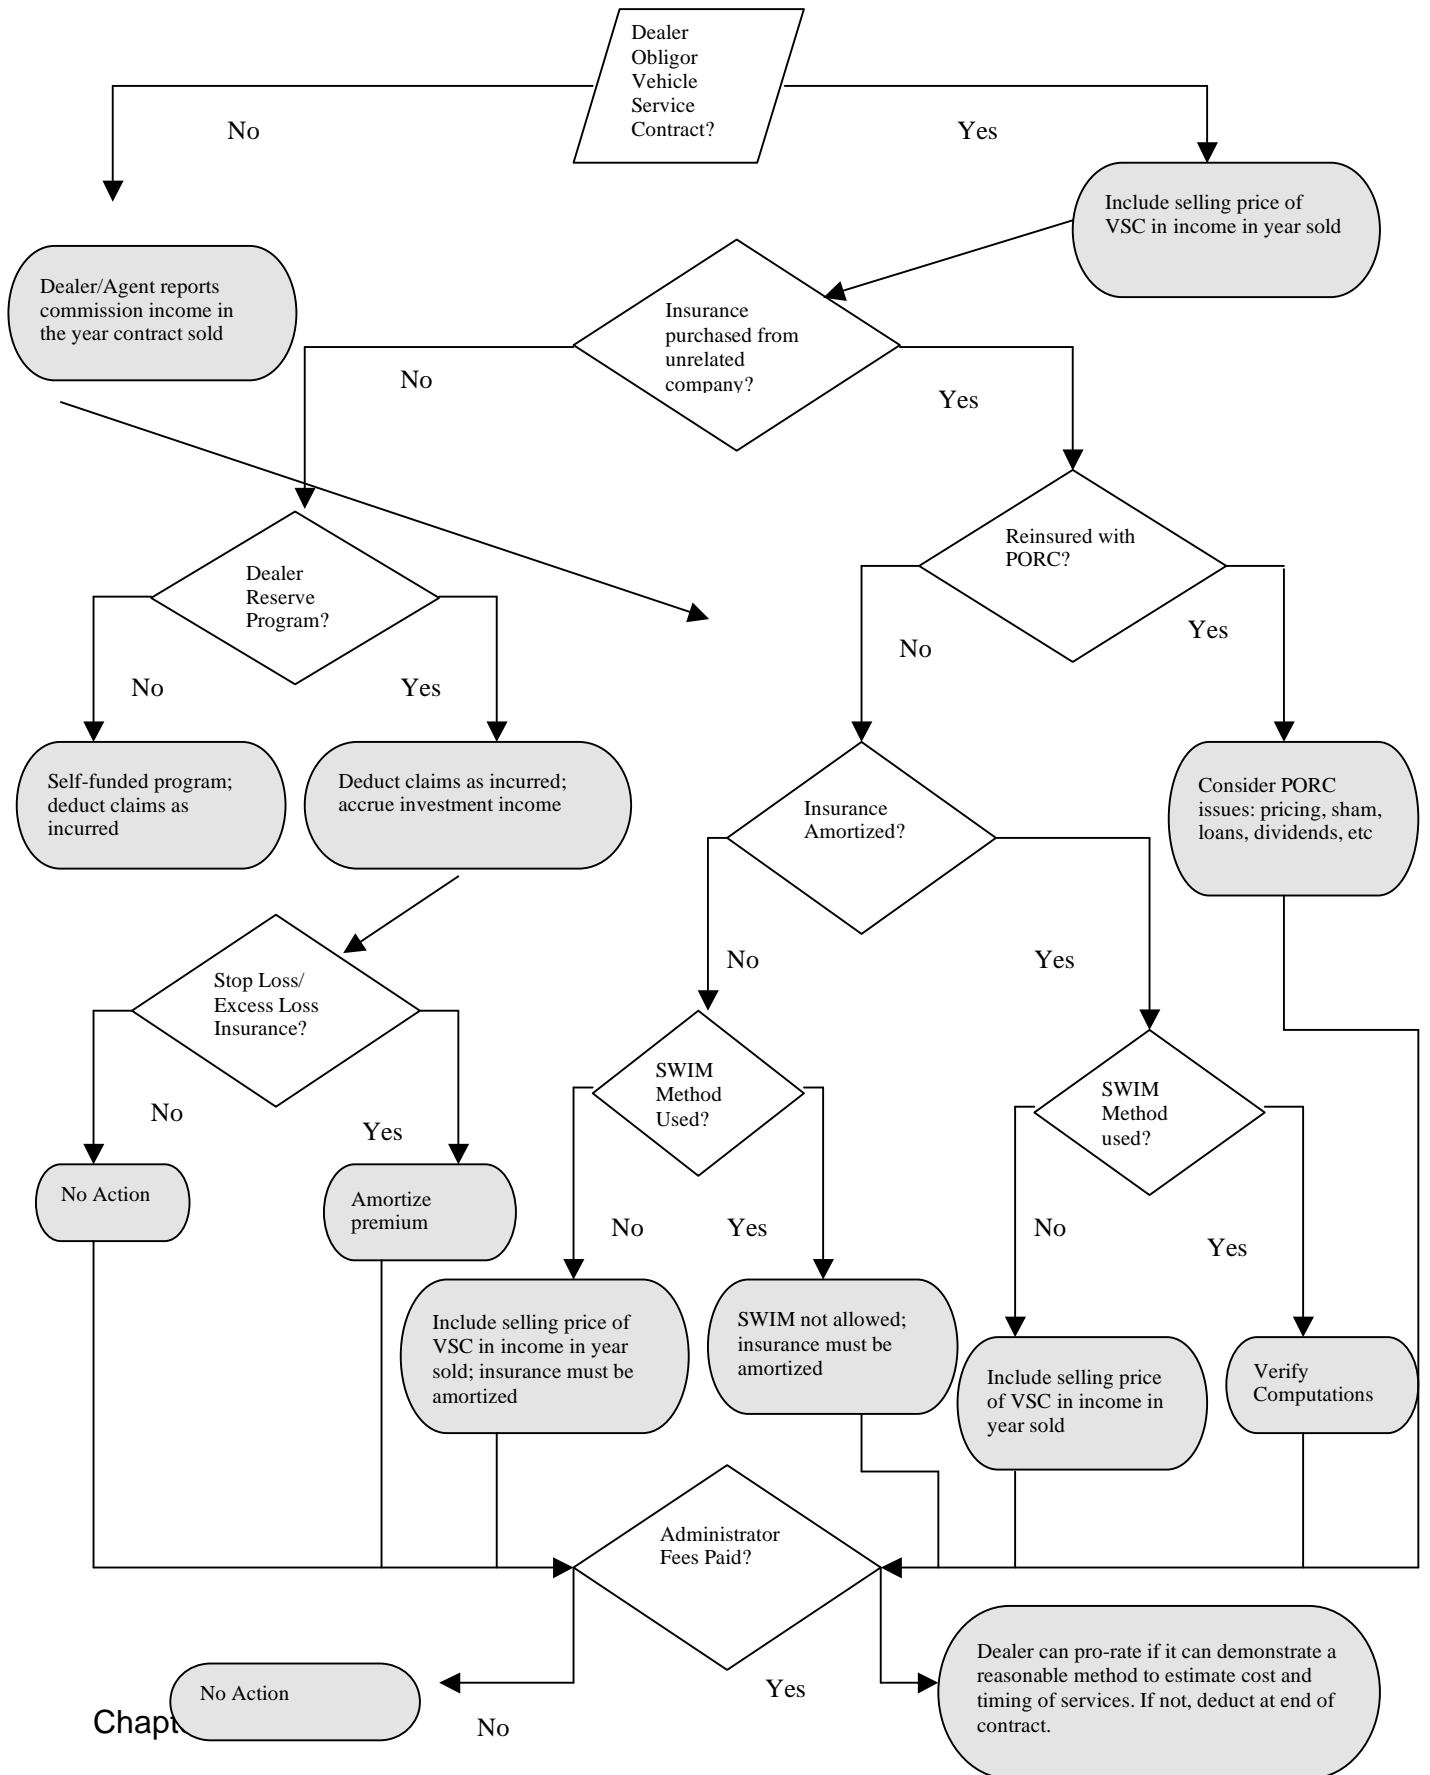 Dealer
Obligor
Vehicle
Service
Contract?
No
Yes
Include selling price of
VSC in income in year sold
Dealer/Agent reports
commission income in
the year contract sold
Insurance
purchased from
unrelated
company?
No
Yes
Reinsured with
PORC?
Dealer
Reserve
Program?
No
Yes
No
Yes
Self-funded program;
deduct claims as
incurred
Deduct claims as incurred;
accrue investment income
Insurance
Amortized?
Consider PORC
issues: pricing, sham,
loans, dividends, etc
No
Yes
Stop Loss/
Excess Loss
Insurance?
No
Yes
SWIM
Method
Used?
SWIM
Method
used?
No Action
Amortize
premium
No
Yes
No
Yes
Include selling price of
VSC in income in year
sold; insurance must be
amortized
SWIM not allowed;
insurance must be
amortized
Include selling price
of VSC in income in
year sold
Verify
Computations
Administrator
Fees Paid?
No Action
No
Yes
Dealer can pro-rate if it can demonstrate a
reasonable method to estimate cost and
timing of services. If not, deduct at end of
contract.